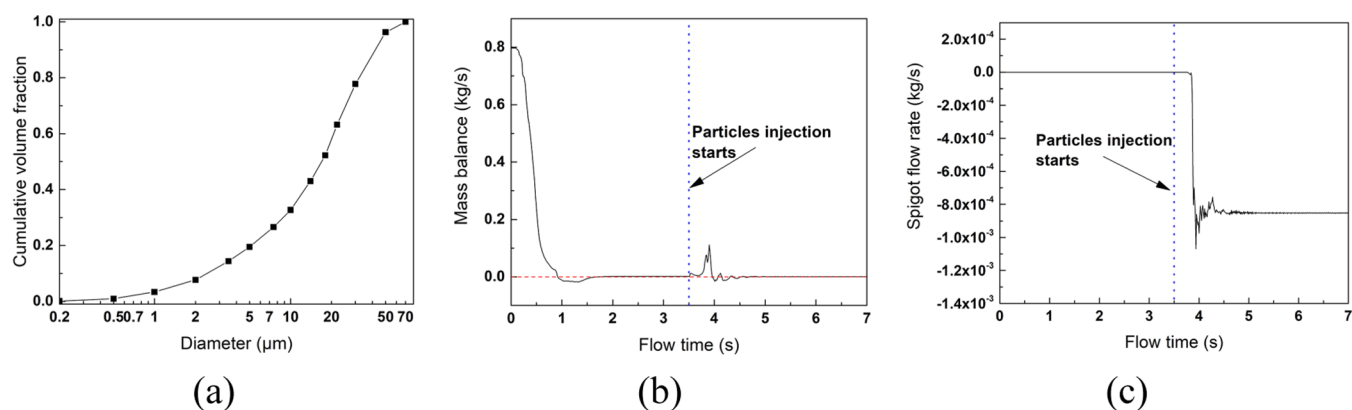 1.0
0.8
0.6
0.4
0.2
0.0
Cumulative volume fraction
0.2 0.50.7 1 2 5 7 10 20 50 70
Diameter (μm)
(a)
0.8
0.6
0.4
0.2
0.0
Mass balance (kg/s)
Particles injection
starts
0 1 2 3 4 5 6 7
Flow time (s)
(b)
2.0x10-4
0.0
-2.0x10-4
-4.0x10-4
-6.0x10-4
-8.0x10-4
-1.0x10-3
-1.2x10-3
-1.4x10-3
Spigot flow rate (kg/s)
Particles injection
starts
0 1 2 3 4 5 6 7
Flow time (s)
(c)